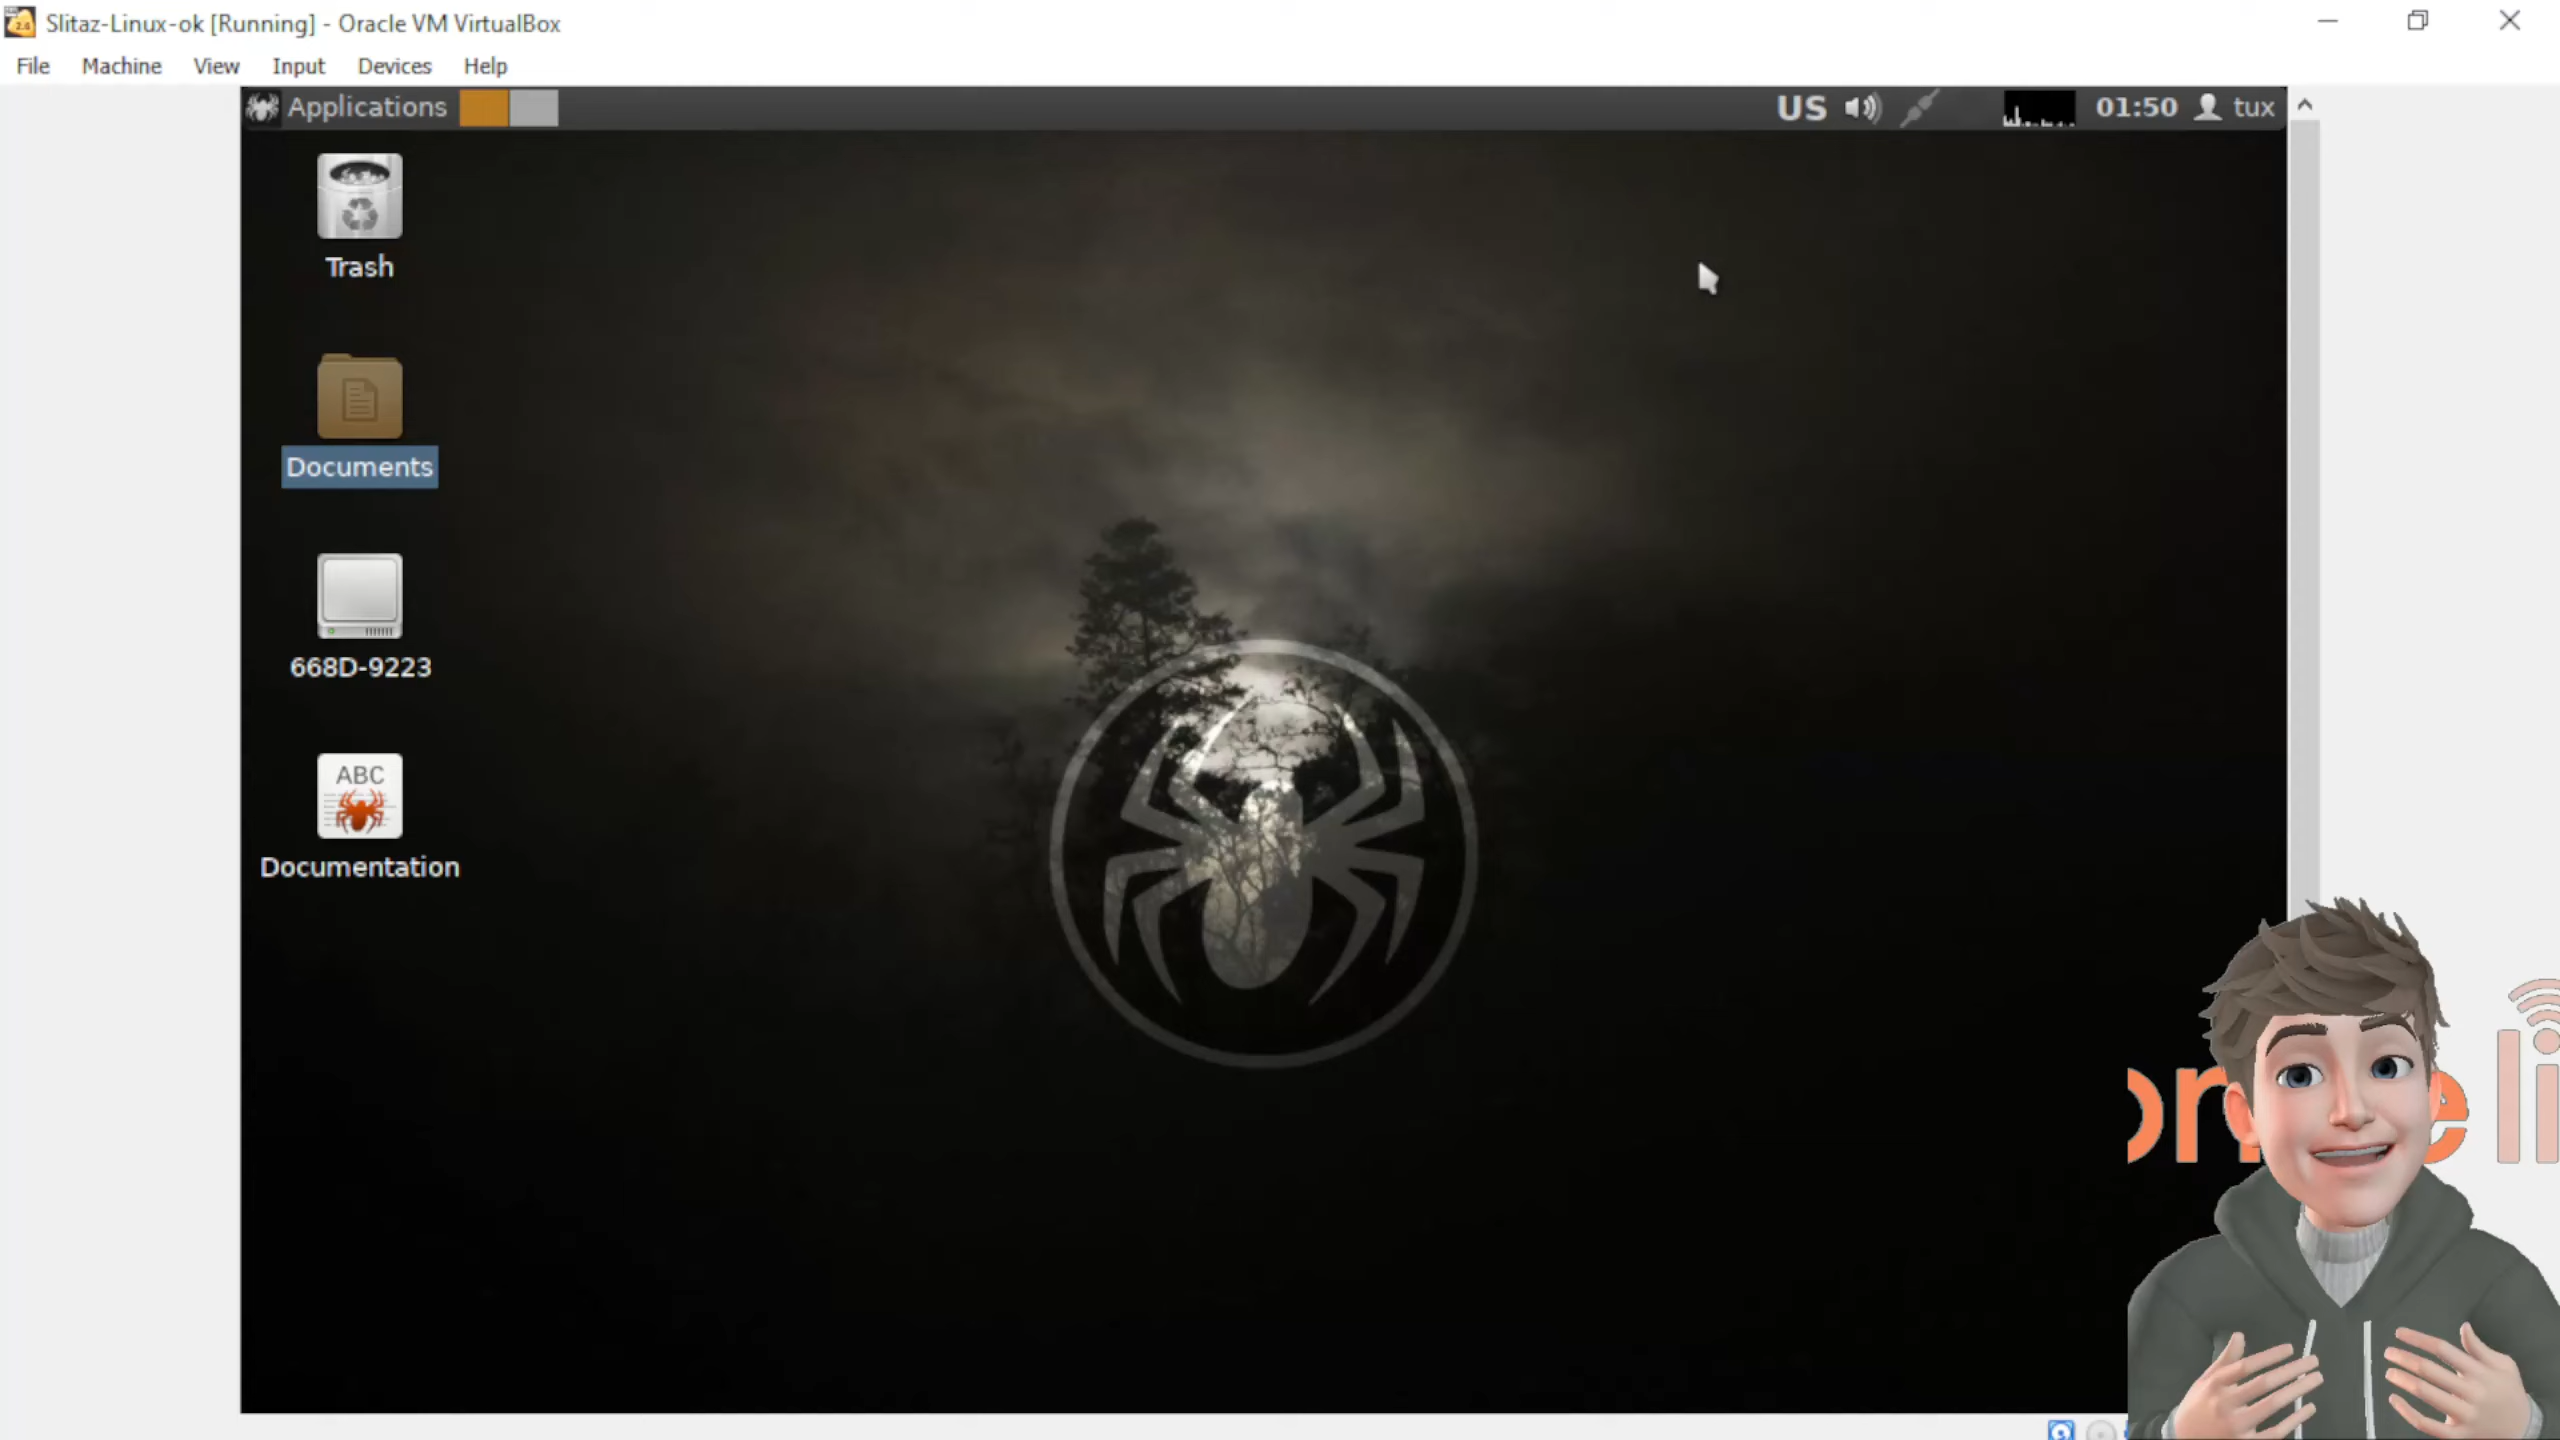 Slitaz-Linux-ok [Running] - Oracle VM VirtualBox
File Machine View Input Devices Help
Applications US 01:50 tux
Trash
Documents
668D-9223
ABC
Documentation